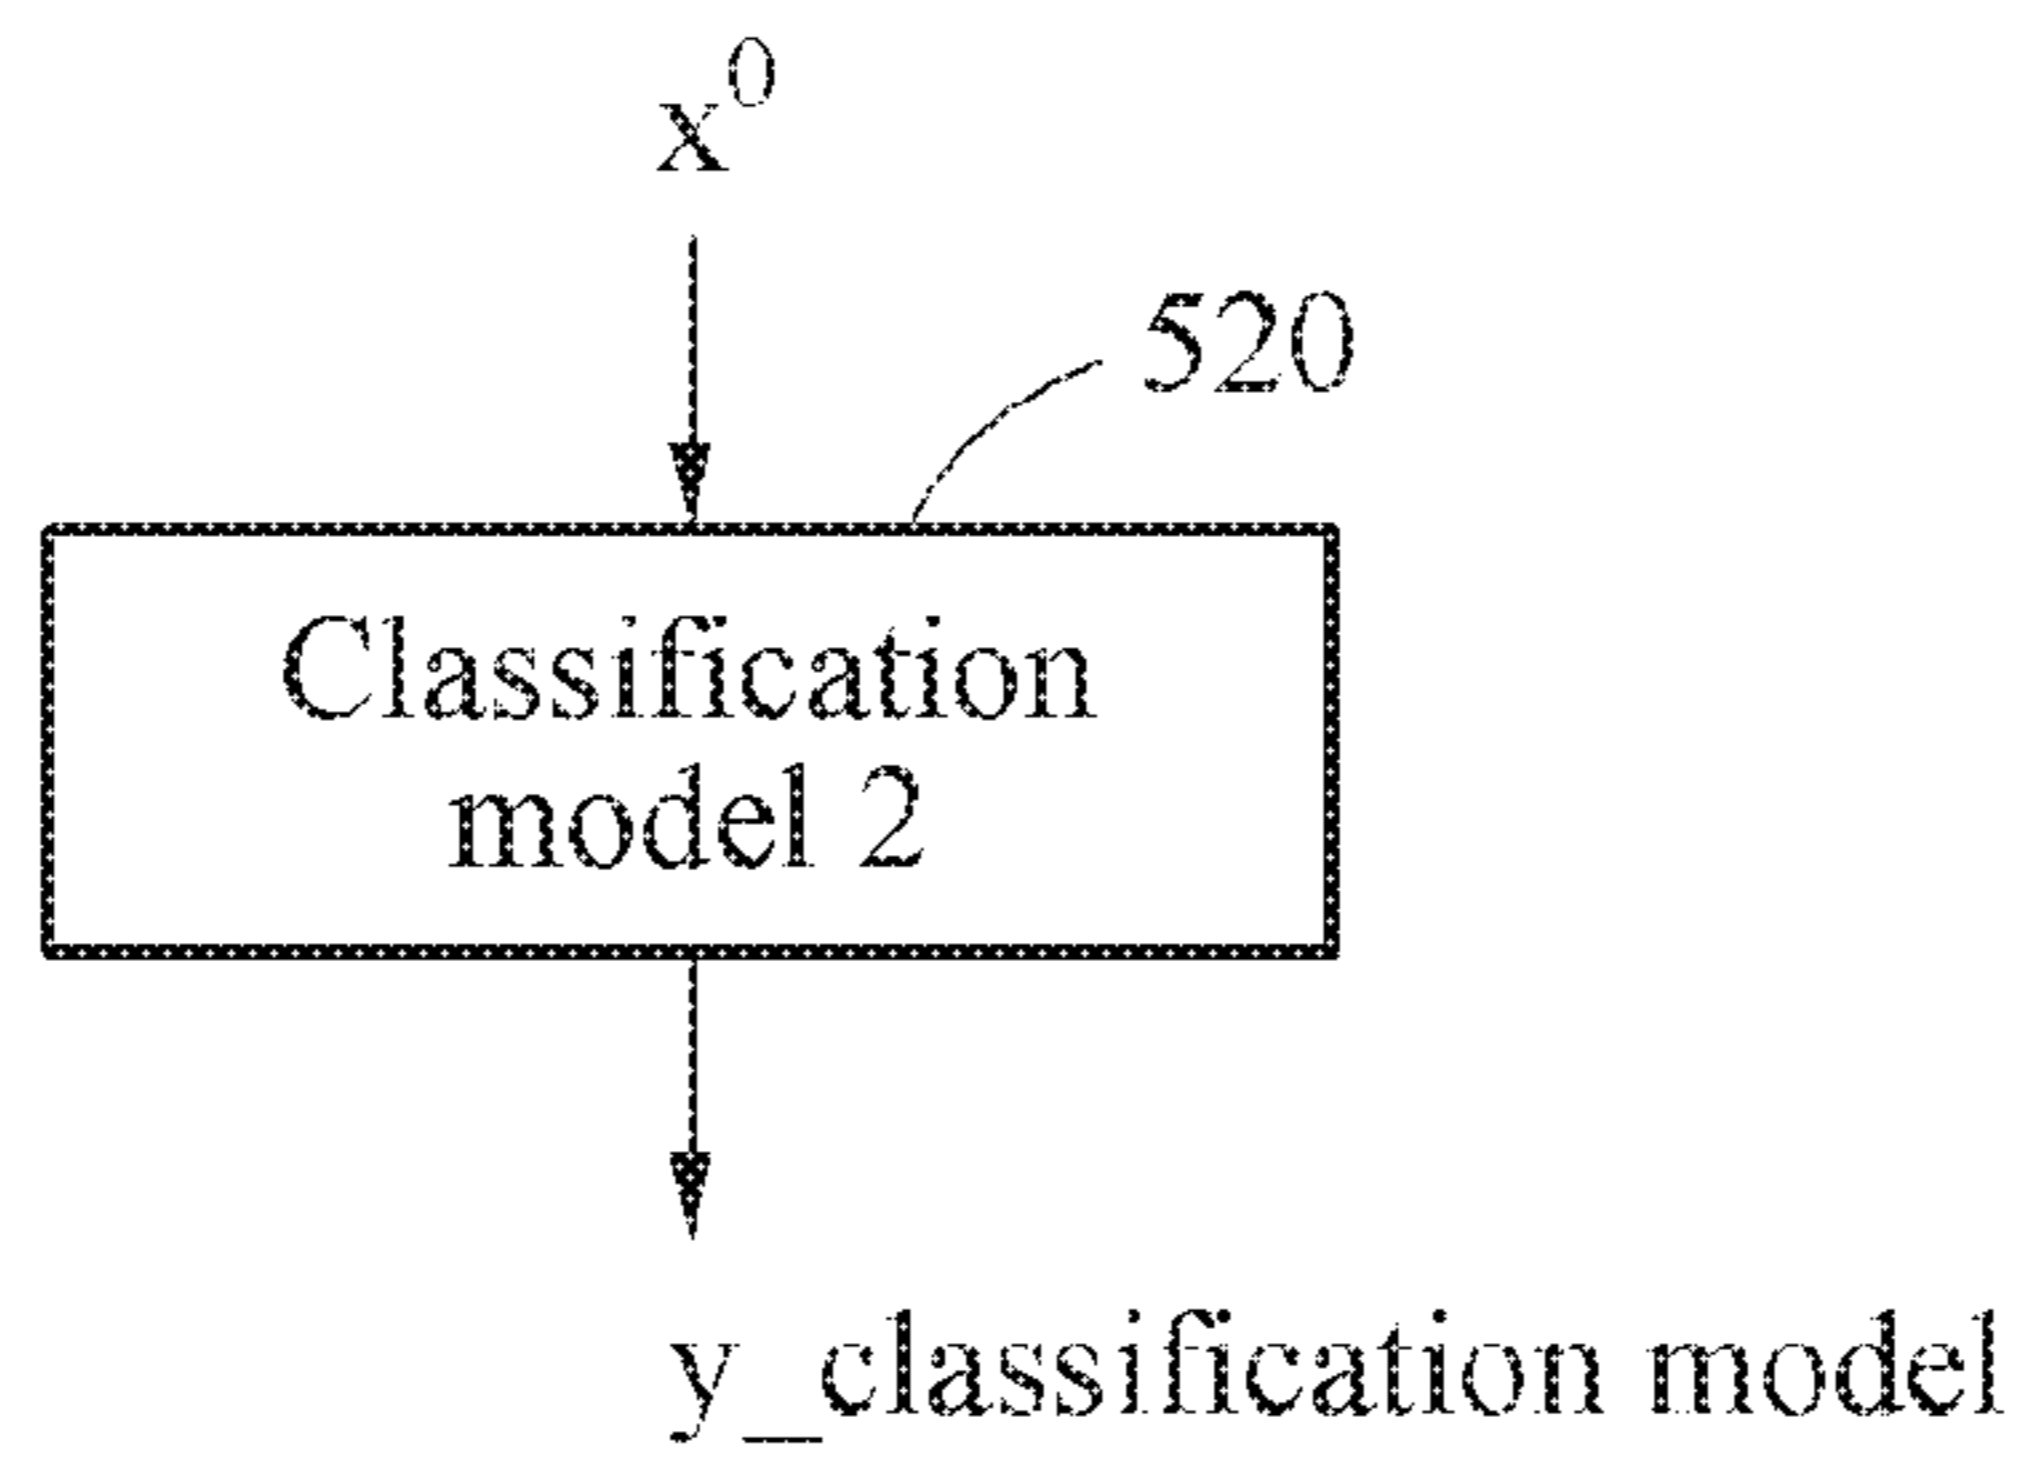 x⁰
520
Classification
model 2
y_classification model